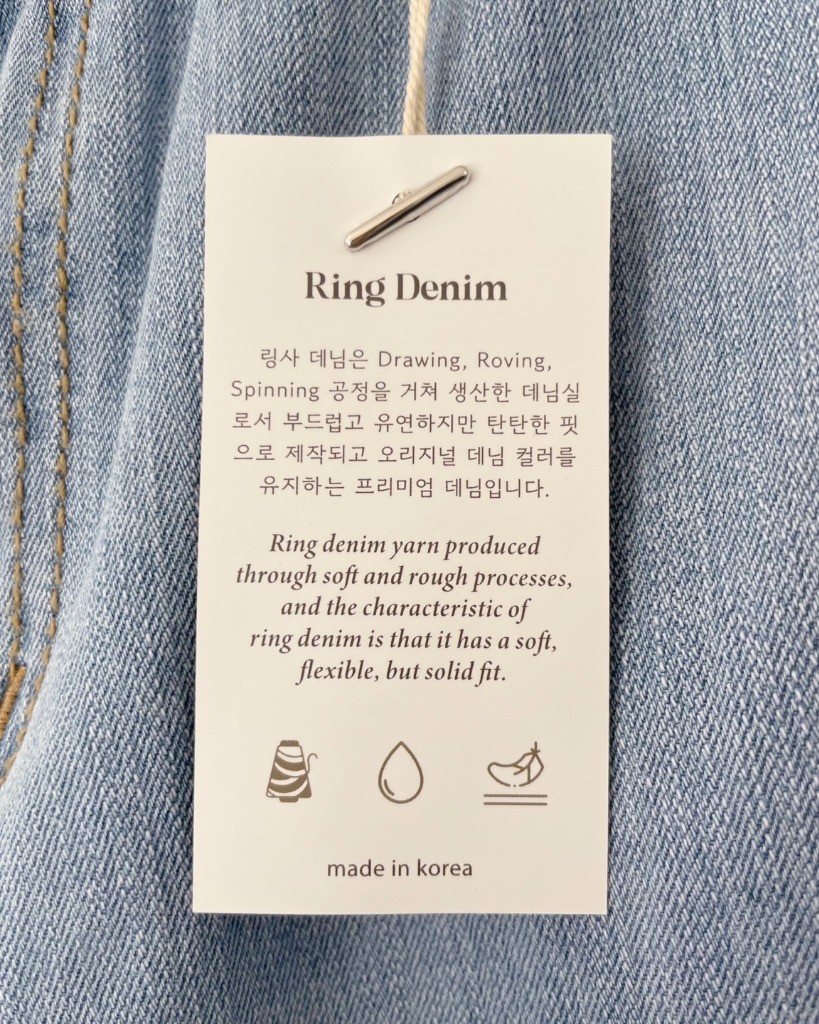 Ring Denim
링사 데님은 Drawing, Roving,
Spinning 공정을 거쳐 생산한 데님실
로서 부드럽고 유연하지만 탄탄한 핏
으로 제작되고 오리지널 데님 컬러를
유지하는 프리미엄 데님입니다.
Ring denim yarn produced
through soft and rough processes,
and the characteristic of
ring denim is that it has a soft,
flexible, but solid fit.
made in korea